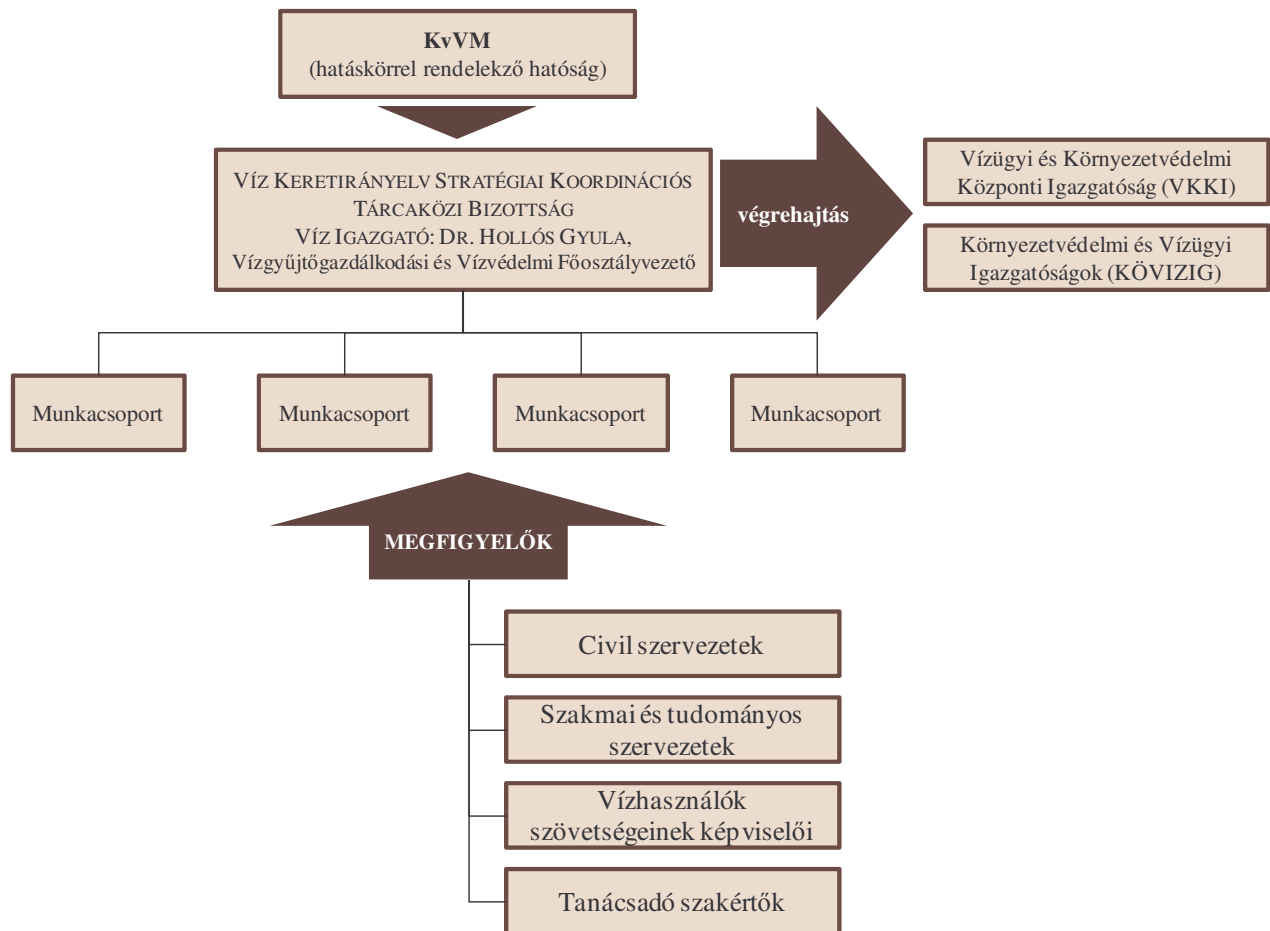 KvVM
(hatáskörrel rendelekző hatóság)
VÍZ KERETIRÁNYELV STRATÉGIAI KOORDINÁCIÓS
TÁRCAKÖZI BIZOTTSÁG
VÍZ IGAZGATÓ: DR. HOLLÓS GYULA,
Vízgyűjtőgazdálkodási és Vízvédelmi Főosztályvezető
végrehajtás
Vízügyi és Környezetvédelmi
Központi Igazgatóság (VKKI)
Környezetvédelmi és Vízügyi
Igazgatóságok (KÖVIZIG)
Munkacsoport
Munkacsoport
Munkacsoport
Munkacsoport
MEGFIGYELŐK
Civil szervezetek
Szakmai és tudományos
szervezetek
Vízhasználók
szövetségeinek képviselői
Tanácsadó szakértők